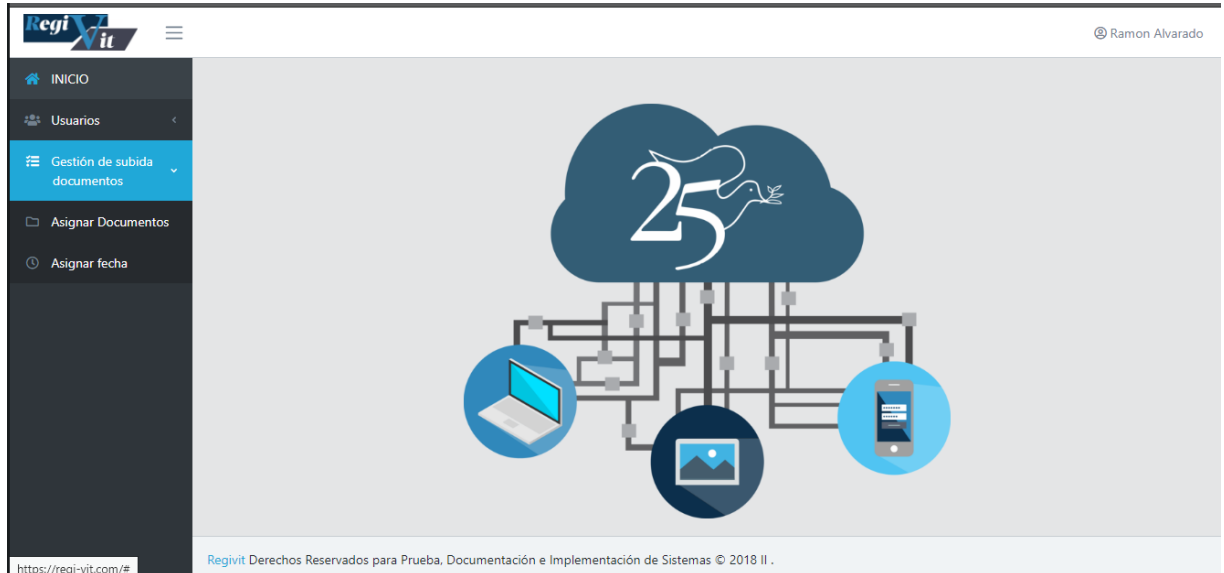 Regi Vit
Ramon Alvarado
INICIO
Usuarios
Gestión de subida
documentos
Asignar Documentos
Asignar fecha
25
Regivit Derechos Reservados para Prueba, Documentación e Implementación de Sistemas © 2018 II .
https://regi-vit.com/#